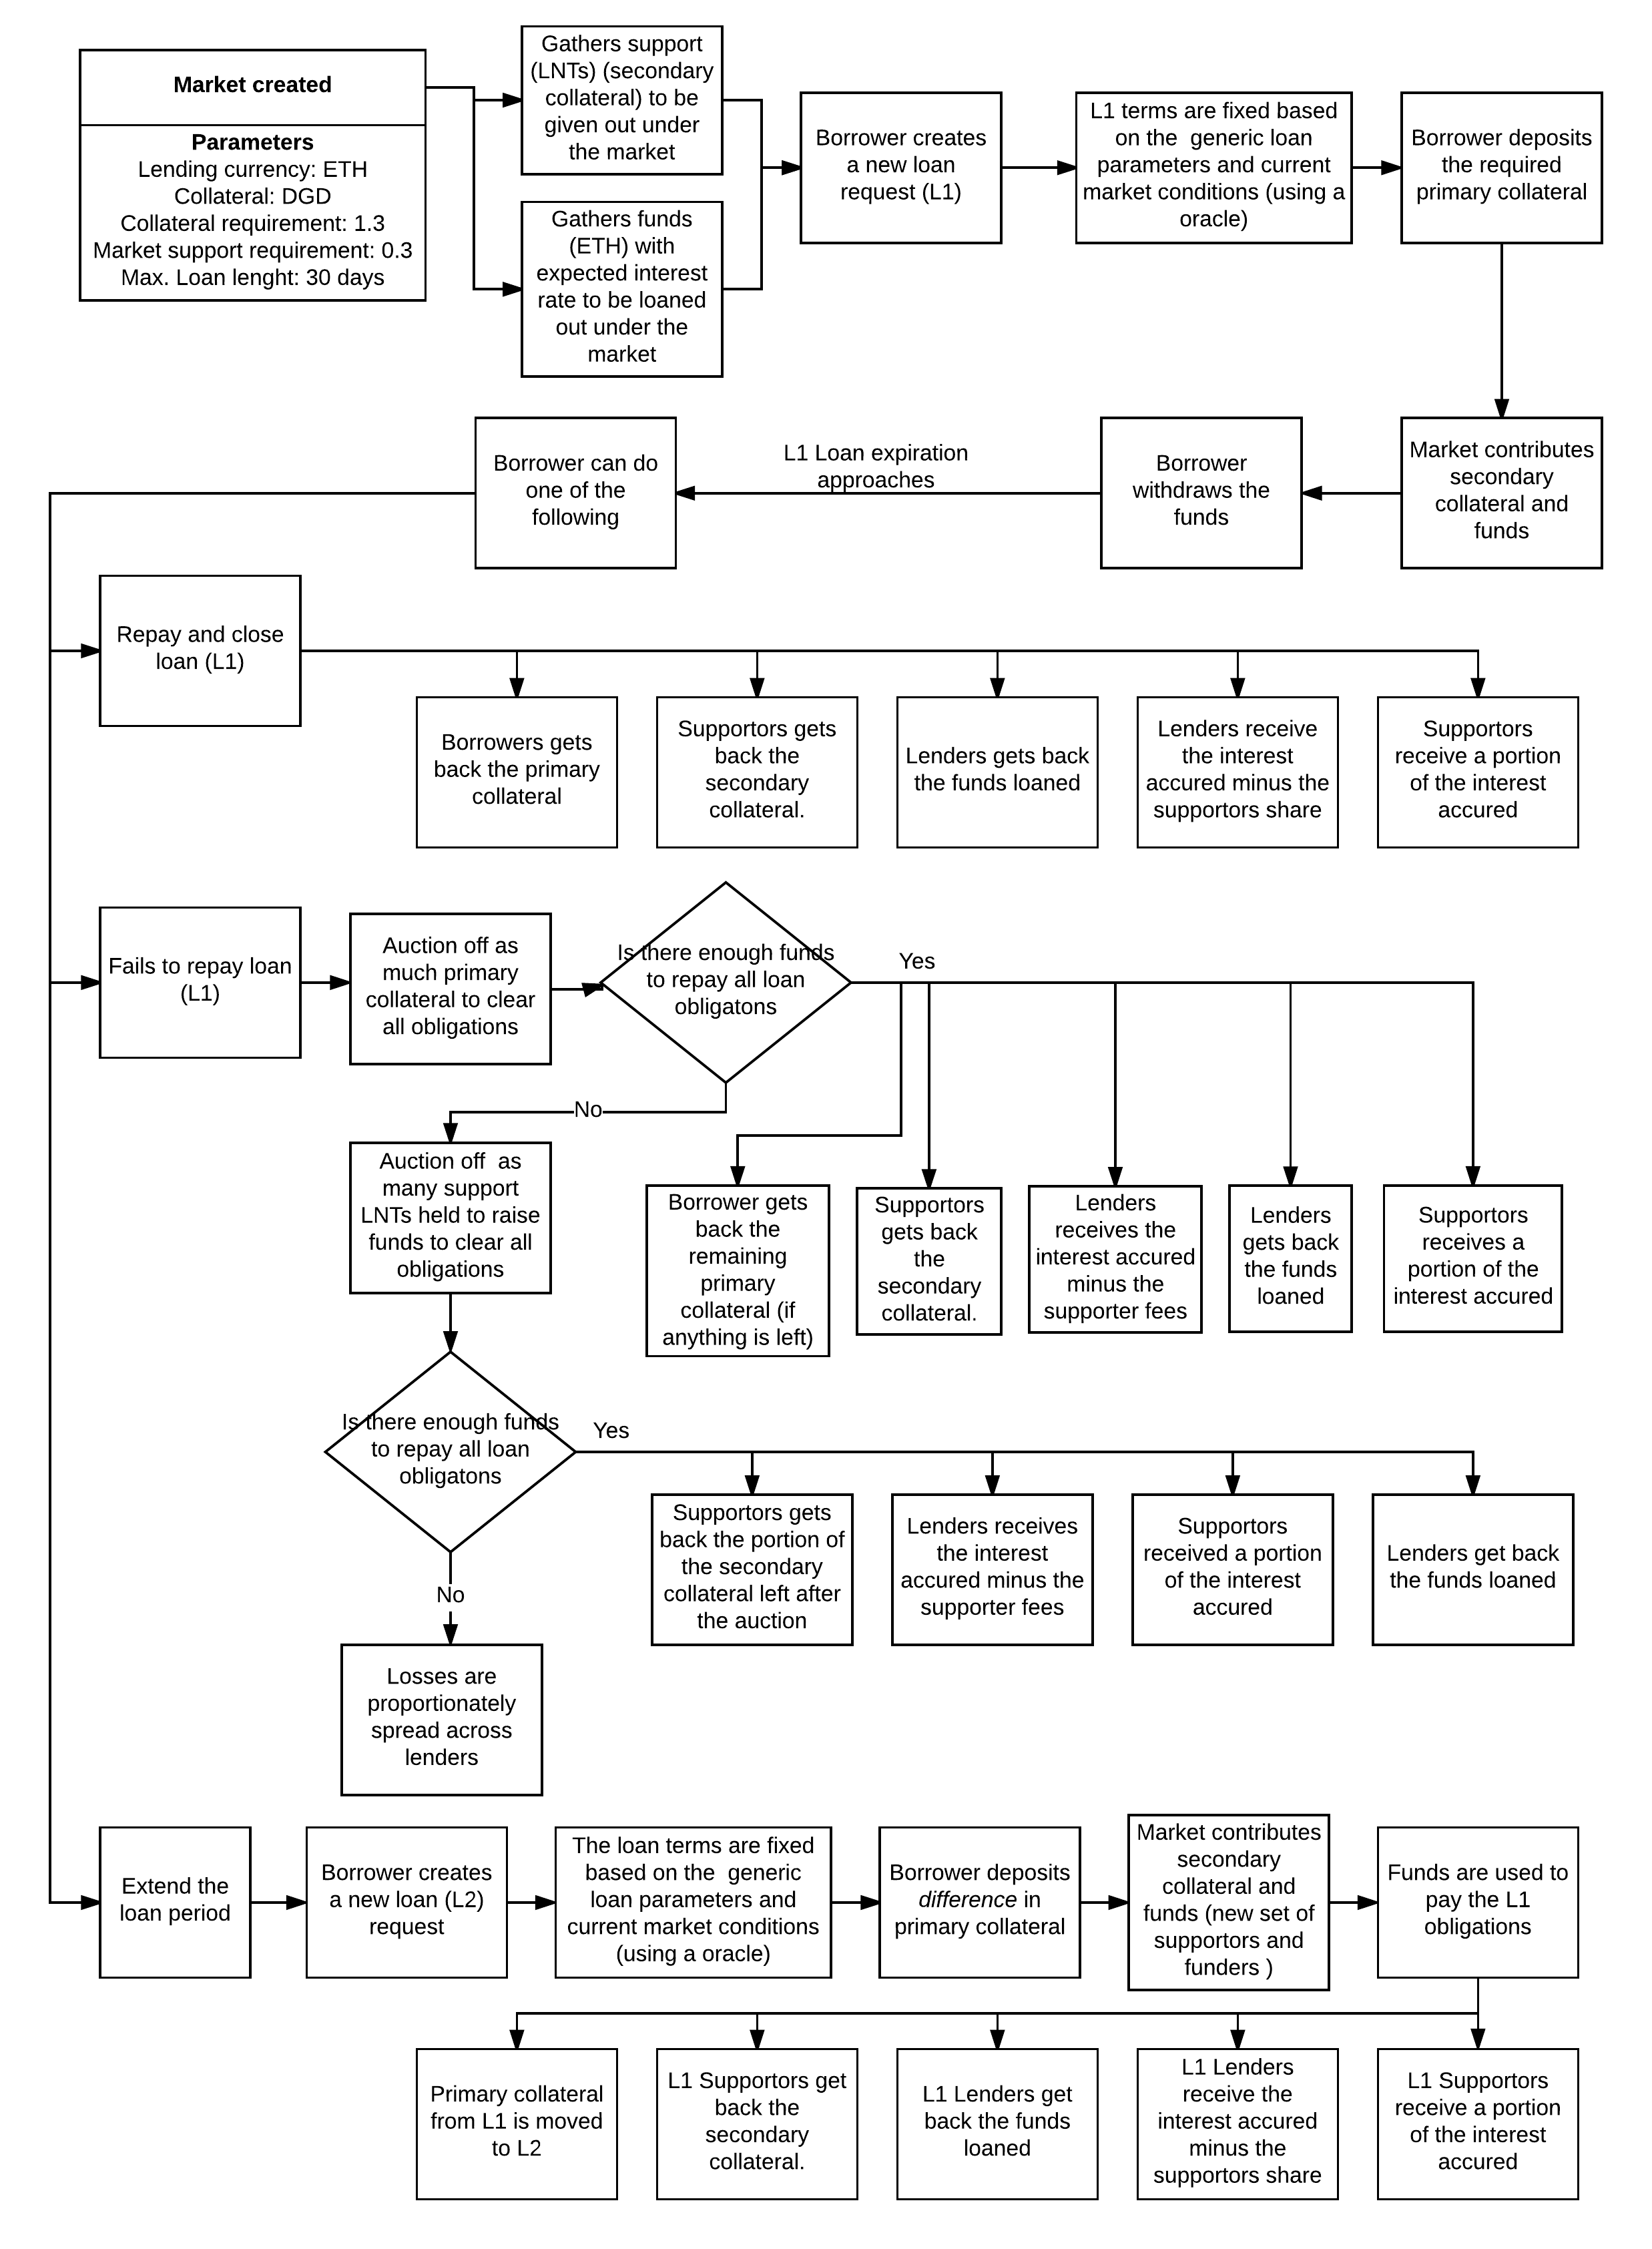 Market created
Parameters
Lending currency: ETH
Collateral: DGD
Collateral requirement: 1.3
Market support requirement: 0.3
Max. Loan lenght: 30 days
Gathers support
(LNTs) (secondary
collateral) to be
given out under
the market
Gathers funds
(ETH) with
expected interest
rate to be loaned
out under the
market
Borrower creates
a new loan
request (L1)
L1 terms are fixed based
on the generic loan
parameters and current
market conditions (using a
oracle)
Borrower deposits
the required
primary collateral
Market contributes
secondary
collateral and
funds
Borrower
withdraws the
funds
L1 Loan expiration
approaches
Borrower can do
one of the
following
Repay and close
loan (L1)
Borrowers gets
back the primary
collateral
Supportors gets
back the
secondary
collateral.
Lenders gets back
the funds loaned
Lenders receive
the interest
accured minus the
supportors share
Supportors
receive a portion
of the interest
accured
Fails to repay loan
(L1)
Auction off as
much primary
collateral to clear
all obligations
Is there enough funds
to repay all loan
obligatons
Yes
No
Auction off as
many support
LNTs held to raise
funds to clear all
obligations
Borrower gets
back the
remaining
primary
collateral (if
anything is left)
Supportors
gets back
the
secondary
collateral.
Lenders
receives the
interest accured
minus the
supporter fees
Lenders
gets back
the funds
loaned
Supportors
receives a
portion of the
interest accured
Is there enough funds
to repay all loan
obligatons
Yes
Supportors gets
back the portion of
the secondary
collateral left after
the auction
Lenders receives
the interest
accured minus the
supporter fees
Supportors
received a portion
of the interest
accured
Lenders get back
the funds loaned
No
Losses are
proportionately
spread across
lenders
Extend the
loan period
Borrower creates
a new loan (L2)
request
The loan terms are fixed
based on the generic
loan parameters and
current market conditions
(using a oracle)
Borrower deposits
difference in
primary collateral
Market contributes
secondary
collateral and
funds (new set of
supportors and
funders )
Funds are used to
pay the L1
obligations
Primary collateral
from L1 is moved
to L2
L1 Supportors get
back the
secondary
collateral.
L1 Lenders get
back the funds
loaned
L1 Lenders
receive the
interest accured
minus the
supportors share
L1 Supportors
receive a portion
of the interest
accured